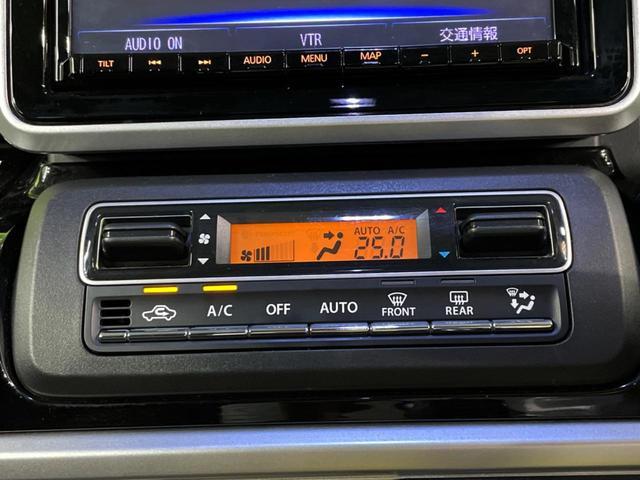 AUDIO ON VTR 交通情報
TILT AUDIO MENU MAP − + OPT
AUTO A/C
25.0
A/C OFF AUTO FRONT REAR